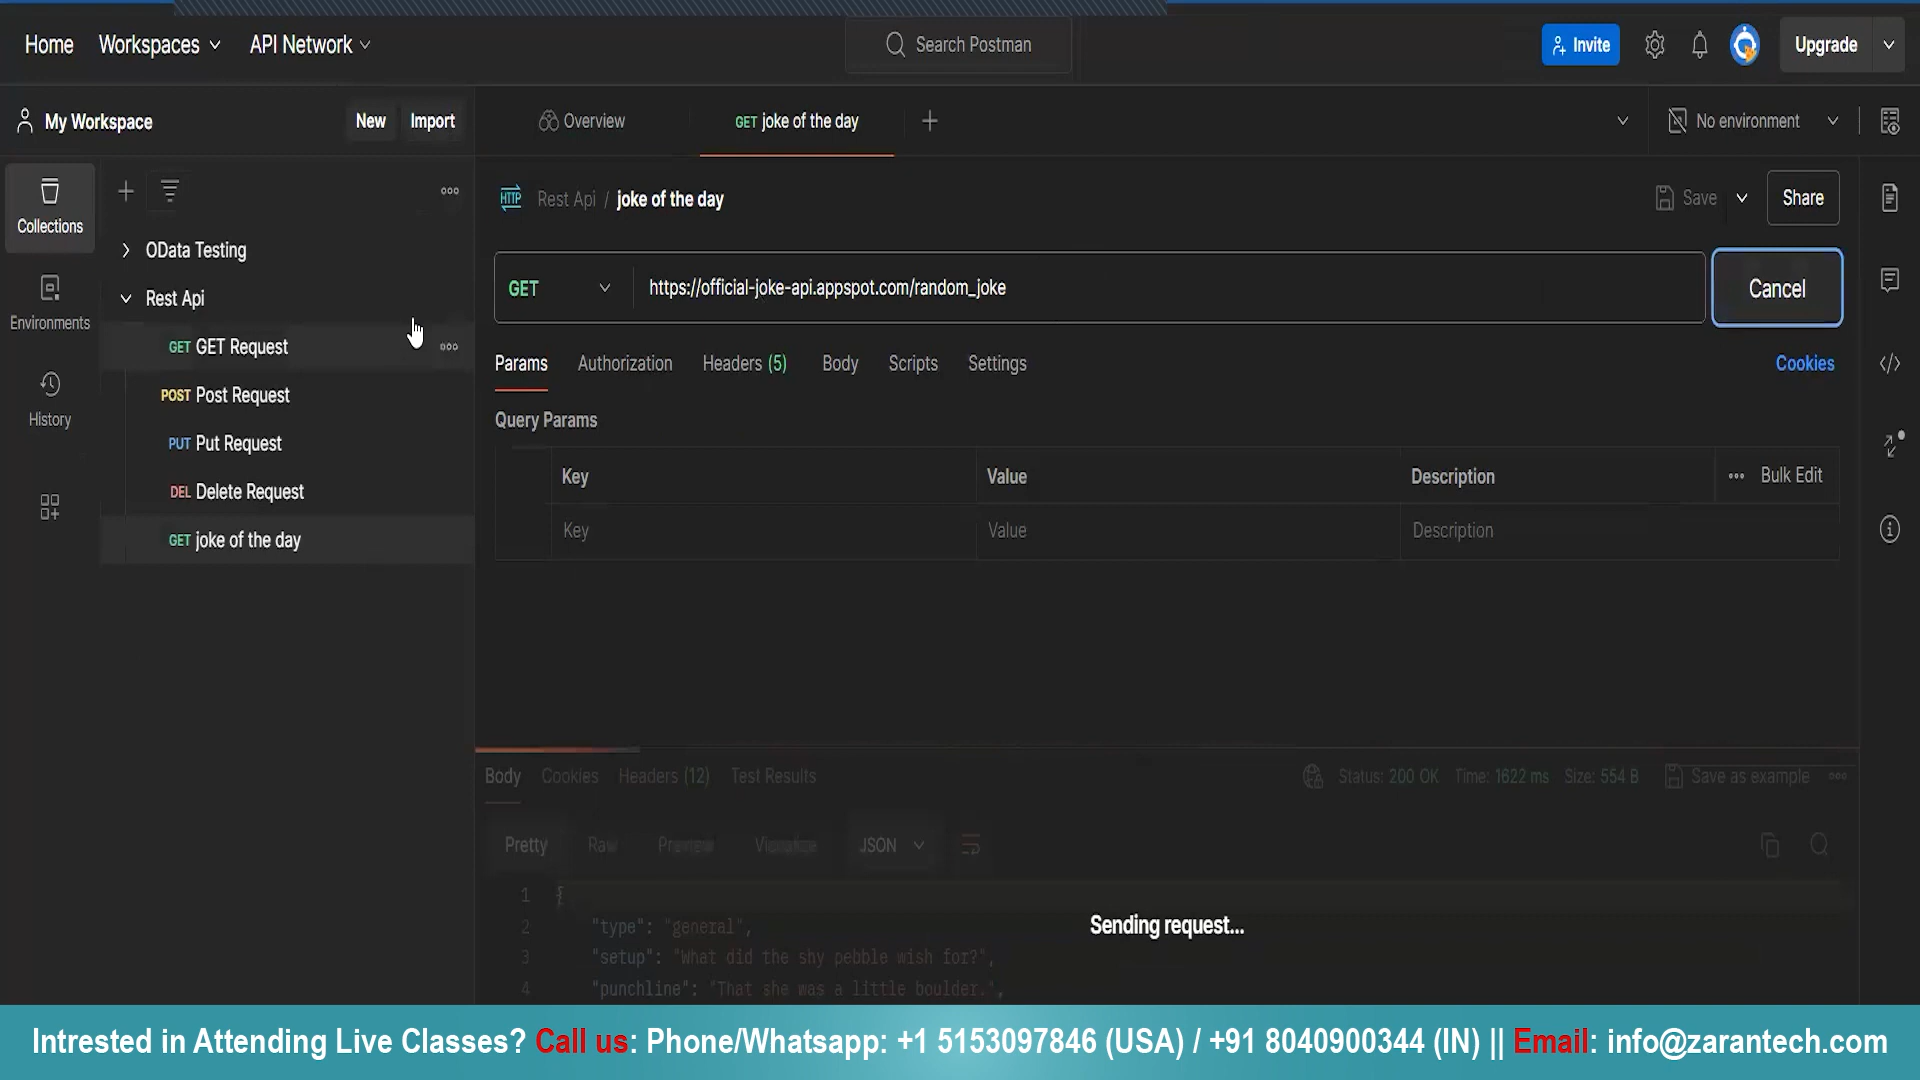 Home Workspaces API Network Search Postman Invite Upgrade
My Workspace New Import Overview GET joke of the day No environment
Collections
Environments
History
OData Testing
Rest Api
GET GET Request
POST Post Request
PUT Put Request
DEL Delete Request
GET joke of the day
HTTP Rest Api / joke of the day Save Share
GET https://official-joke-api.appspot.com/random_joke Cancel
Params Authorization Headers (5) Body Scripts Settings Cookies
Query Params
Key Value Description Bulk Edit
Key Value Description
Body Cookies Headers (12) Test Results Status: 200 OK Time: 1622 ms Size: 554 B Save as example
Pretty Raw Preview Visualize JSON
1 {
2 "type": "general",
3 "setup": "What did the shy pebble wish for?",
4 "punchline": "That she was a little boulder.",
Sending request...
Intrested in Attending Live Classes? Call us: Phone/Whatsapp: +1 5153097846 (USA) / +91 8040900344 (IN) || Email: info@zarantech.com